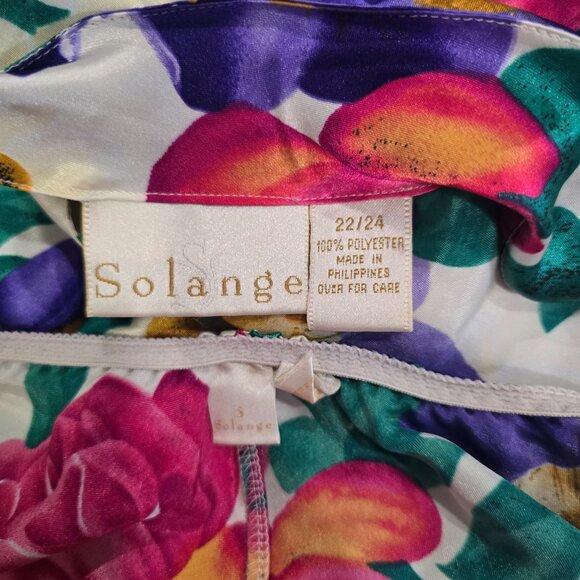 S
Solange
22/24
100% POLYESTER
MADE IN
PHILIPPINES
OVER FOR CARE
S
Solange